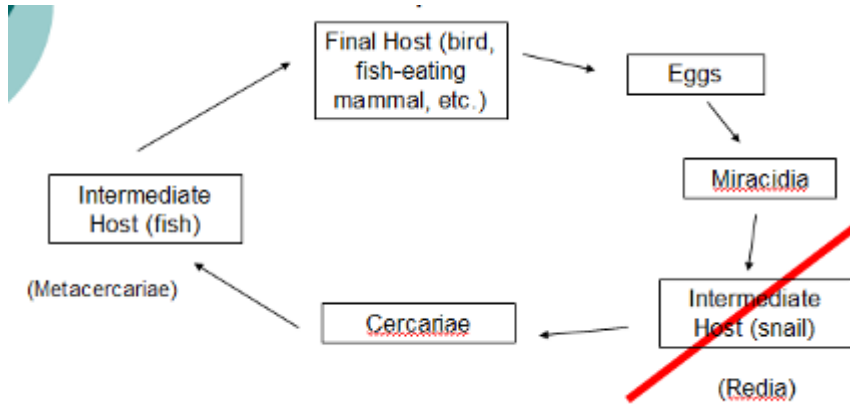 Final Host (bird,
fish-eating
mammal, etc.)
Eggs
Miracidia
Intermediate
Host (snail)
(Redia)
Cercariae
Intermediate
Host (fish)
(Metacercariae)